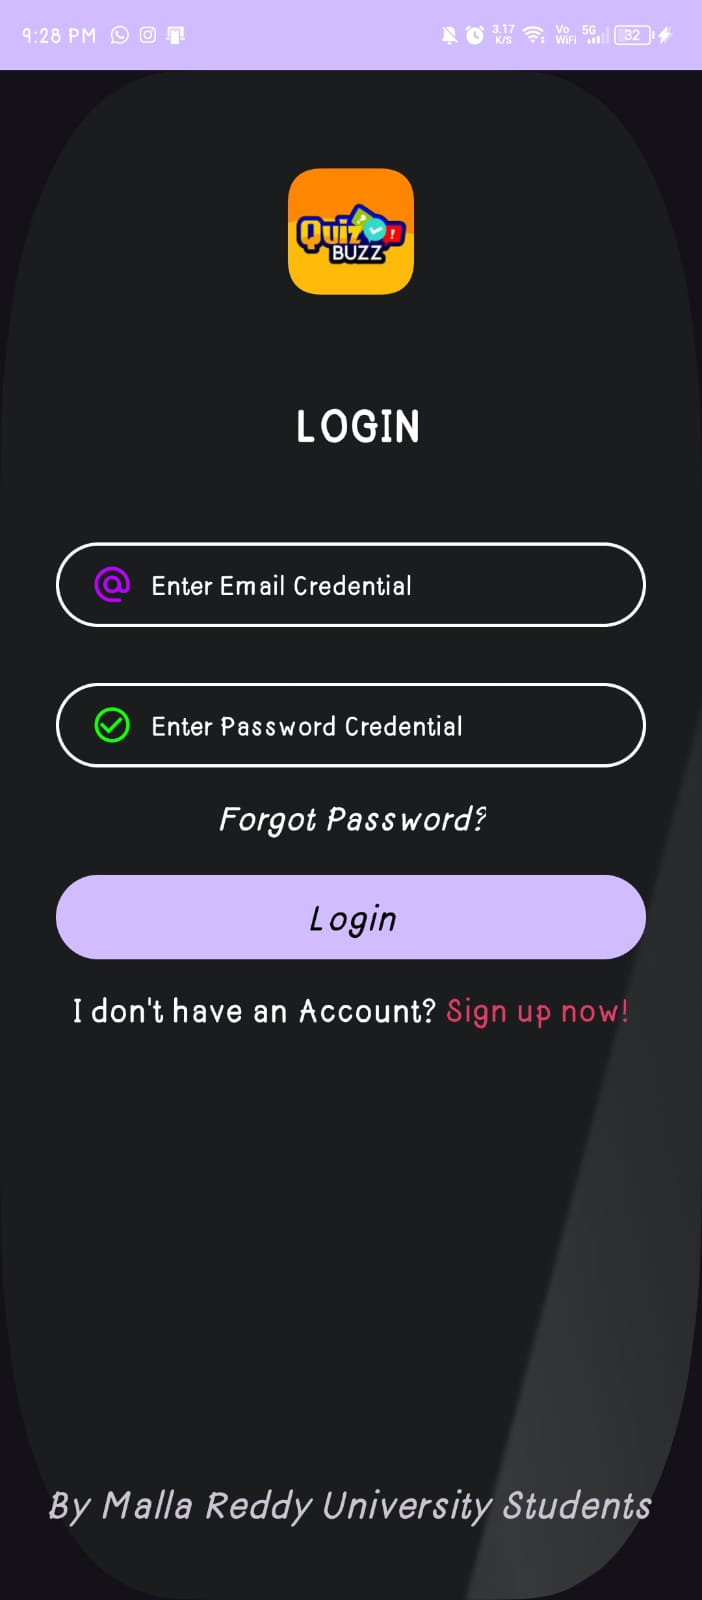 9:28 PM 3.17 K/S Vo WiFi 5G 32
Quiz
BUZZ
LOGIN
Enter Email Credential
Enter Password Credential
Forgot Password?
Login
I don't have an Account? Sign up now!
By Malla Reddy University Students